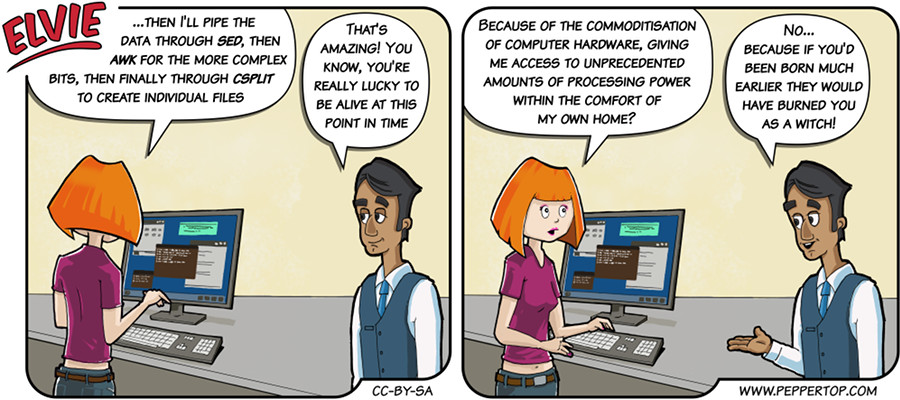 ELVIE
...THEN I'LL PIPE THE
DATA THROUGH SED, THEN
AWK FOR THE MORE COMPLEX
BITS, THEN FINALLY THROUGH CSPLIT
TO CREATE INDIVIDUAL FILES
THAT'S
AMAZING! YOU
KNOW, YOU'RE
REALLY LUCKY TO
BE ALIVE AT THIS
POINT IN TIME
CC-BY-SA
BECAUSE OF THE COMMODITISATION
OF COMPUTER HARDWARE, GIVING
ME ACCESS TO UNPRECEDENTED
AMOUNTS OF PROCESSING POWER
WITHIN THE COMFORT OF
MY OWN HOME?
NO...
BECAUSE IF YOU'D
BEEN BORN MUCH
EARLIER THEY WOULD
HAVE BURNED YOU
AS A WITCH!
WWW.PEPPERTOP.COM